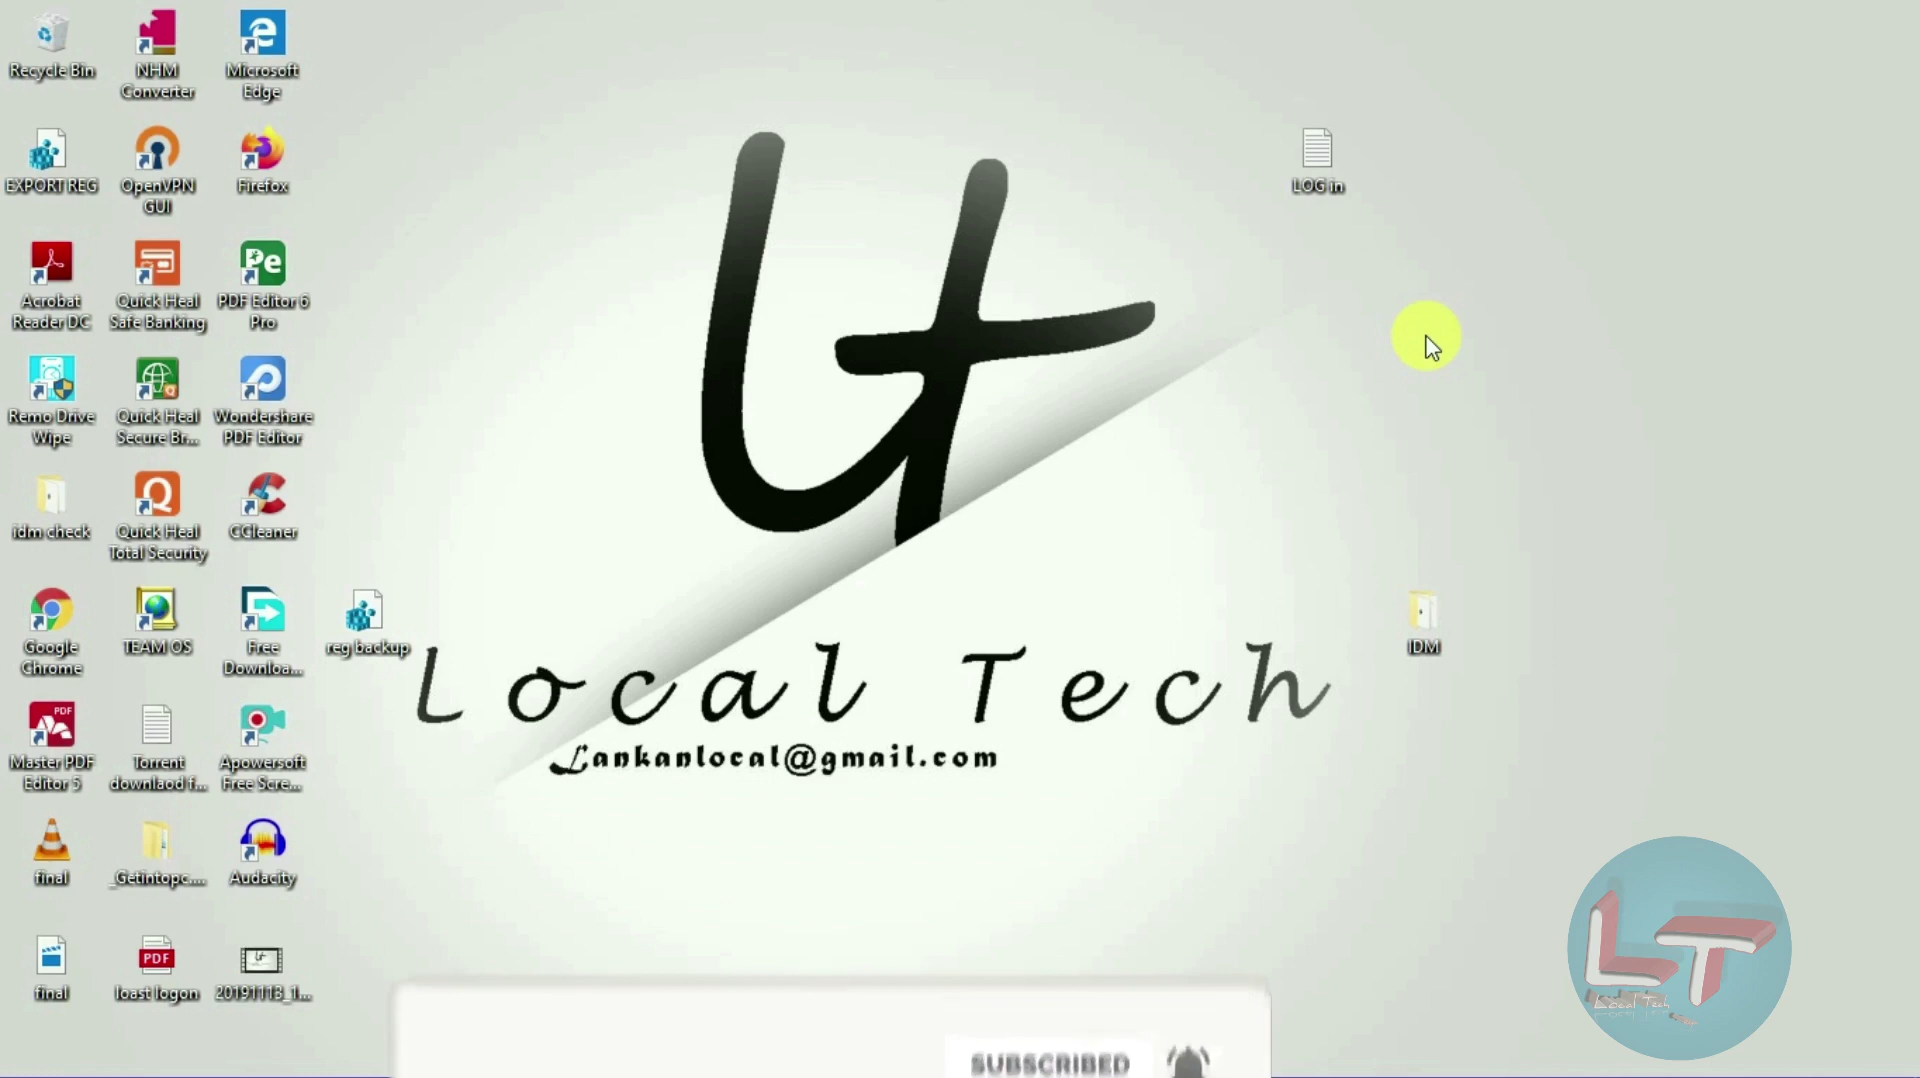 Recycle Bin
NHM
Converter
Microsoft
Edge
EXPORT REG
OpenVPN
GUI
Firefox
LOG in
Acrobat
Reader DC
Quick Heal
Safe Banking
PDF Editor 6
Pro
Remo Drive
Wipe
Quick Heal
Secure Br...
Wondershare
PDF Editor
idm check
Quick Heal
Total Security
CCleaner
Google
Chrome
TEAM OS
Free
Downloa...
reg backup
IDM
Local Tech
Lankanlocal@gmail.com
Master PDF
Editor 5
Torrent
downlaod f...
Apowersoft
Free Scre...
final
_Getintopc....
Audacity
final
loast logon
20191113_1...
SUBSCRIBED
LT
Local Tech